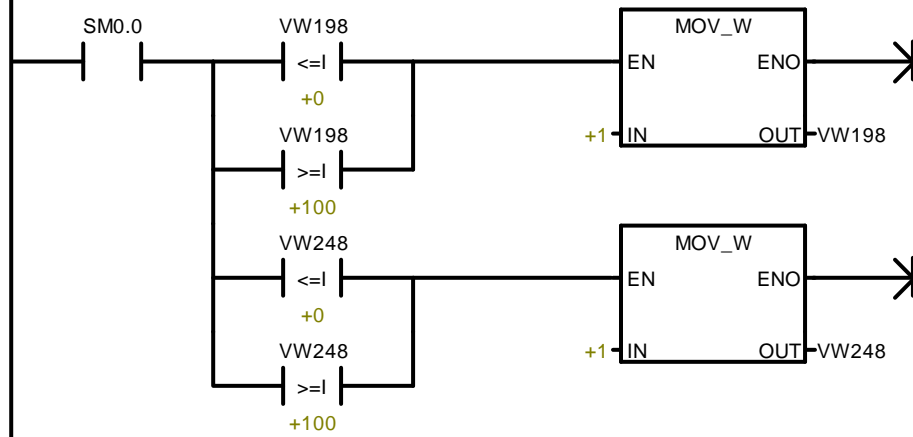 SM0.0
VW198
<=I
+0
MOV_W
EN
ENO
+1
IN
OUT
VW198
VW198
>=I
+100
VW248
<=I
+0
MOV_W
EN
ENO
+1
IN
OUT
VW248
VW248
>=I
+100